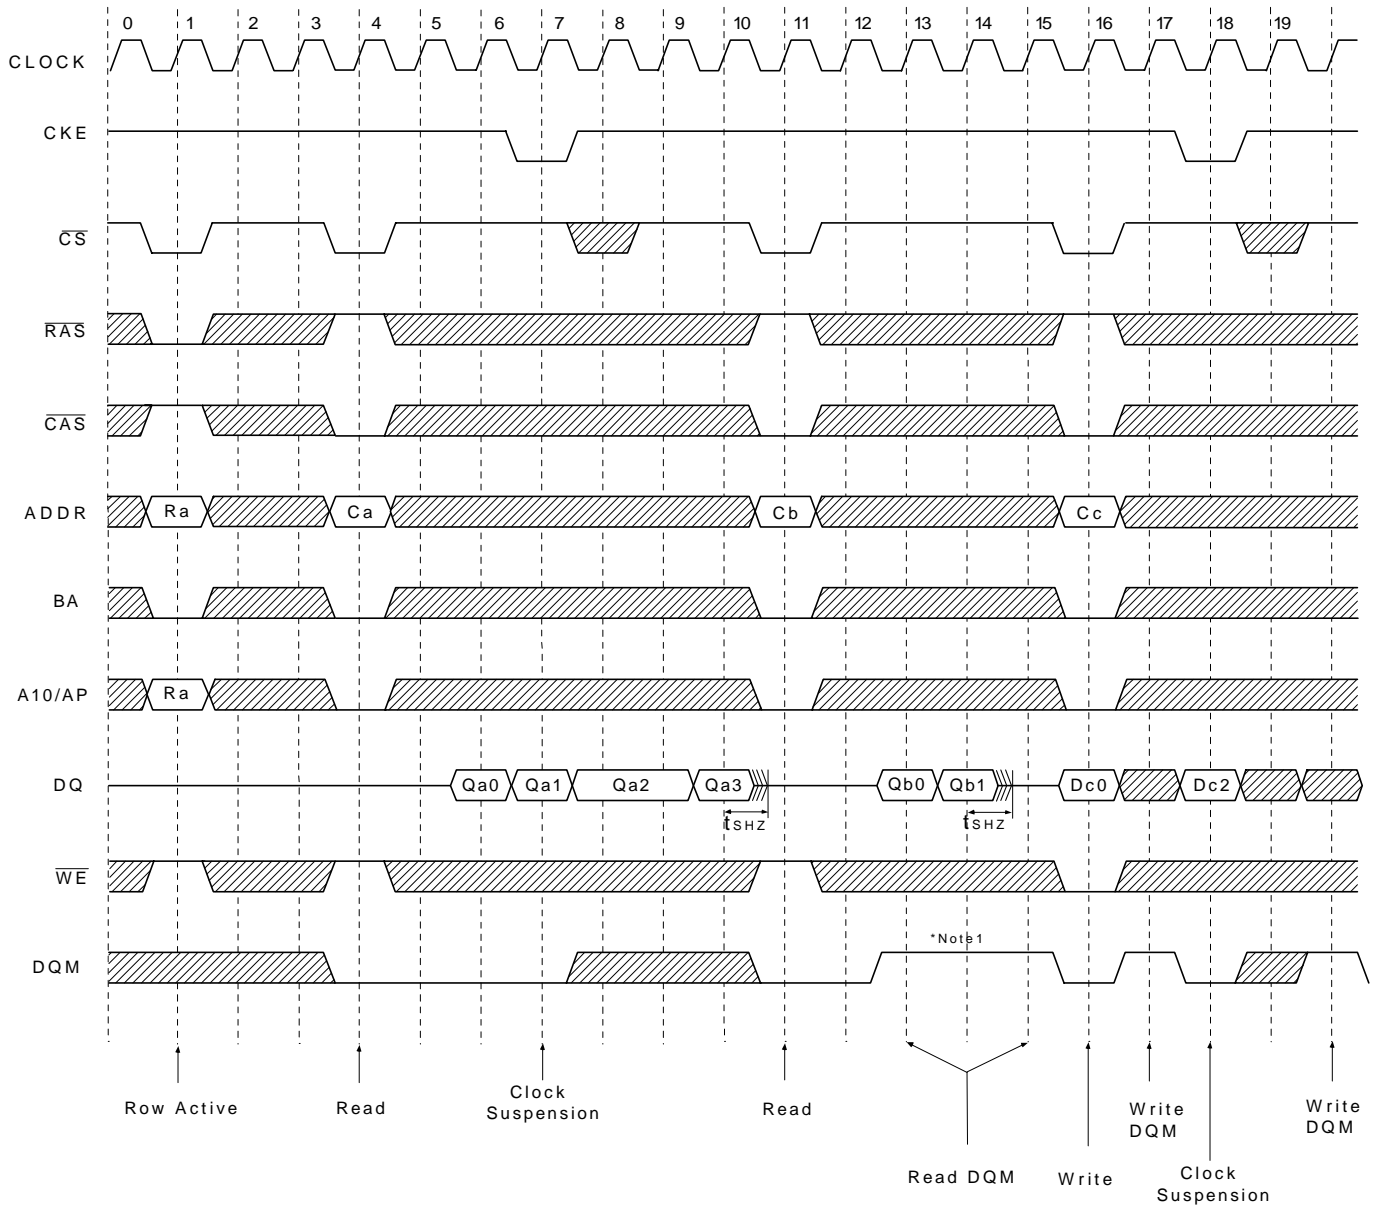 0 1 2 3 4 5 6 7 8 9 10 11 12 13 14 15 16 17 18 19
CLOCK
CKE
CS
RAS
CAS
ADDR Ra Ca Cb Cc
BA
A10/AP Ra
DQ Qa0 Qa1 Qa2 Qa3 Qb0 Qb1 Dc0 Dc2
tSHZ tSHZ
WE
*Note1
DQM
Row Active
Read
Clock
Suspension
Read
Read DQM
Write
Write
DQM
Clock
Suspension
Write
DQM